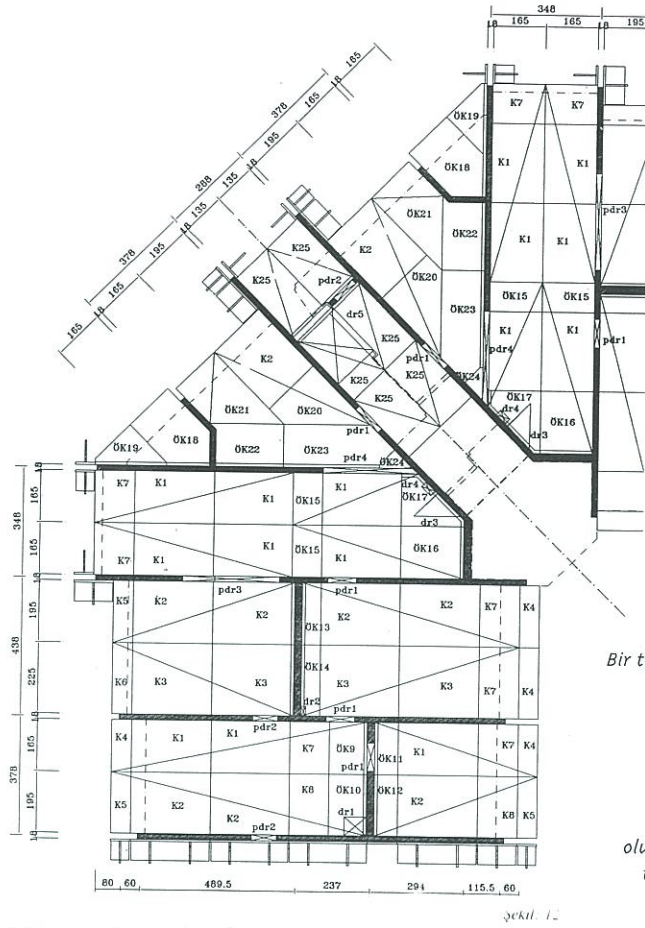 348
18 165 165 18 195
165 18 165 378 195 18 135 288 135 18 195 378 165 18 165
K7 K7
ÖK19
ÖK18
K1 K1
ÖK21
ÖK22
K2
pdr3
K25
K25
pdr2
ÖK20
K1 K1
ÖK23
ÖK15 ÖK15
dr5
K25
K1 K1
pdr1
pdr4
pdr1
K2
K25
K25
ÖK24
ÖK17
dr4
ÖK16
dr3
ÖK21 ÖK20
pdr1
ÖK19 ÖK18 ÖK22 ÖK23
pdr4
ÖK24
18
K7 K1 K1 ÖK15 K1
dr4
ÖK17
165
348
dr3
165
K7 K1 K1 ÖK15 K1 ÖK16
18
pdr3 pdr1
K5 K2 K2 K2 K2 K7 K4
195
ÖK13
438
ÖK14
225
K6 K3 K3 K3 K3 K7 K4
dr2
18
pdr2 pdr1
K4 K1 K1 K7 ÖK9 ÖK11 K1 K7 K4
165
378
pdr1
195
K5 K2 K2 K8 ÖK10 ÖK12 K2 K8 K5
dr1
18
pdr2
80 60 489.5 237 294 115.5 60
Bir t
olu
Şekil: 12